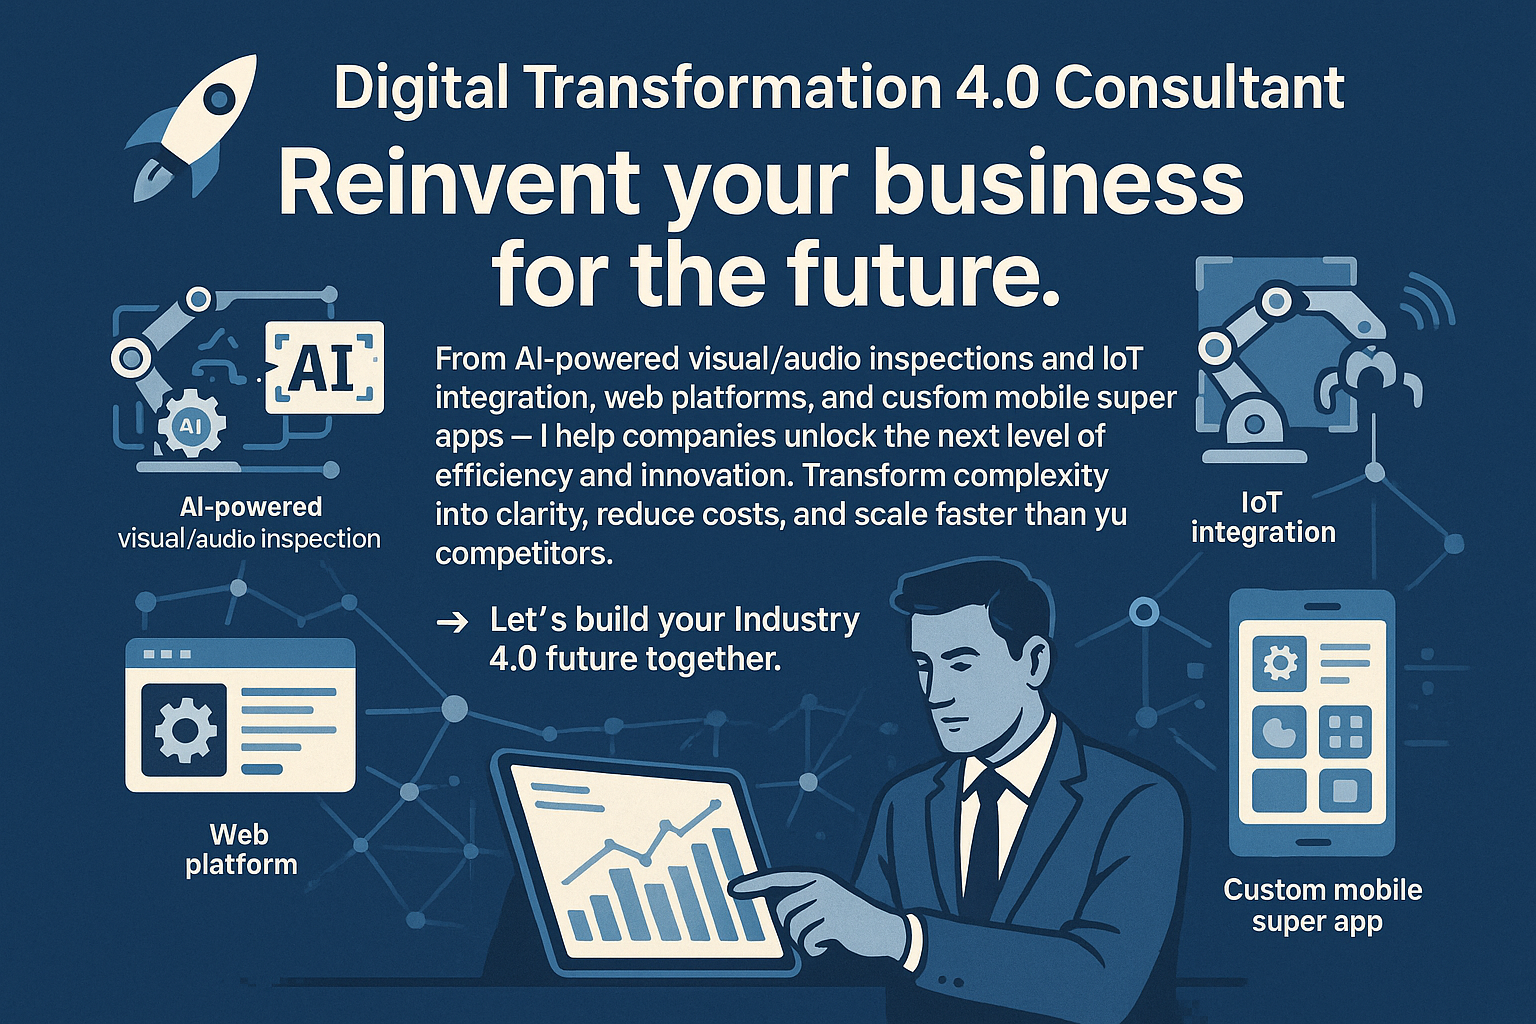 Digital Transformation 4.0 Consultant
Reinvent your business
for the future.
From AI-powered visual/audio inspections and IoT
integration, web platforms, and cusfom mobile super
apps — I help companies unlock the next level of
efficiency and innovation. Transform complexity
into clarity, reduce costs, and scale faster than yu
competitors.
→ Let's build your Industry
4.0 future together.
AI
AI
AI-powered
visual/audio inspection
IoT
integration
Web
platform
Custom mobile
super app